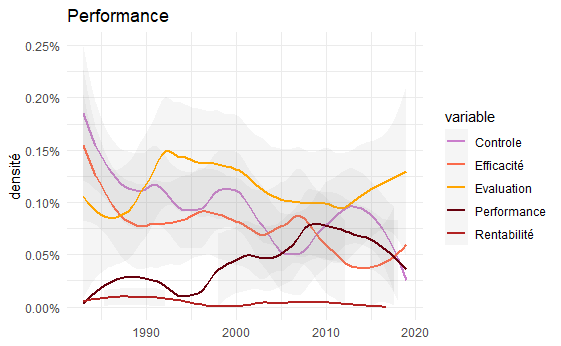 Performance
0.25%
0.20%
0.15%
0.10%
0.05%
0.00%
densité
1990
2000
2010
2020
variable
Controle
Efficacité
Evaluation
Performance
Rentabilité